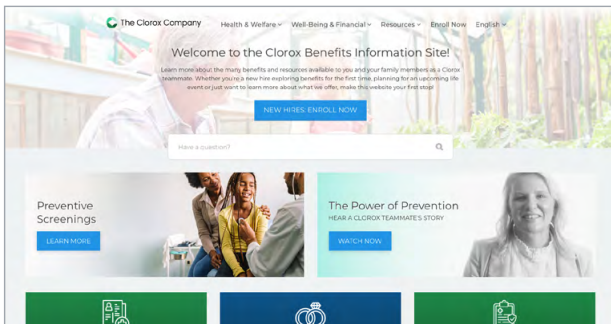 The Clorox Company
Health & Welfare
Well-Being & Financial
Resources
Enroll Now
English
Welcome to the Clorox Benefits Information Site!
Learn more about the many benefits and resources available to you and your family members as a Clorox
teammate. Whether you're a new hire exploring benefits for the first time, planning for an upcoming life
event or just want to learn more about what we offer, make this website your first stop!
NEW HIRES: ENROLL NOW
Have a question?
Preventive
Screenings
LEARN MORE
The Power of Prevention
HEAR A CLOROX TEAMMATE'S STORY
WATCH NOW